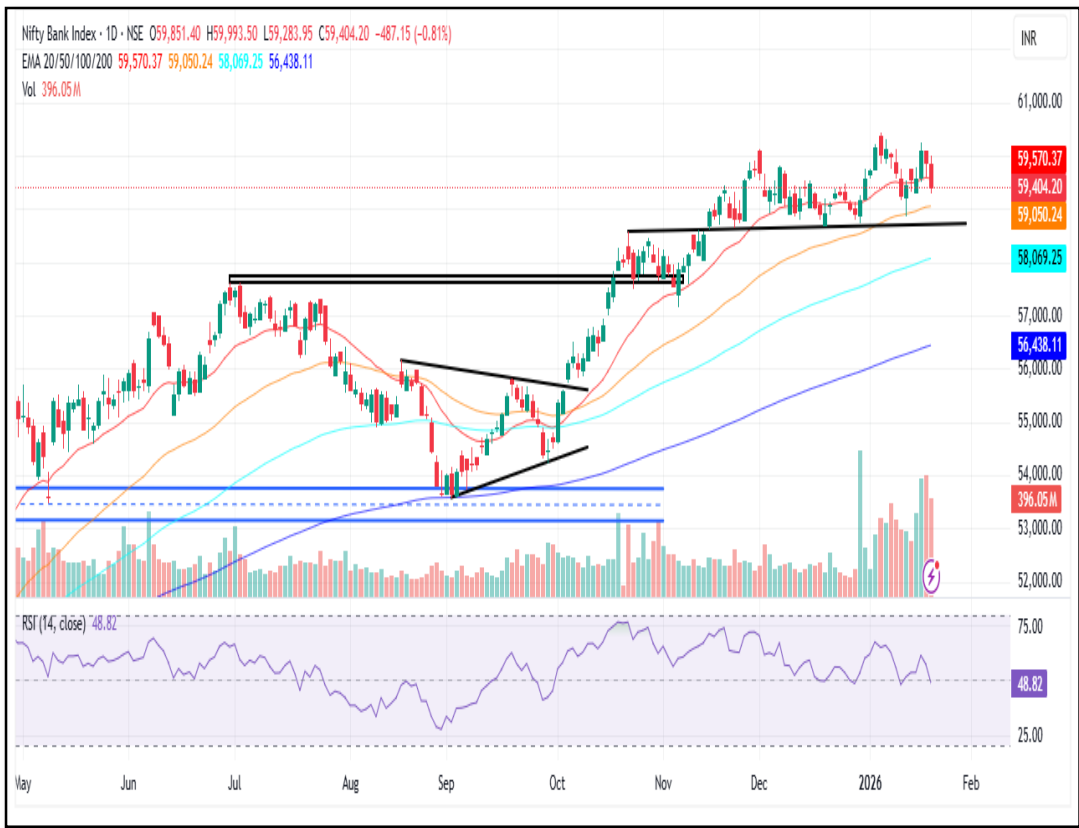 Nifty Bank Index · 1D · NSE O59,851.40 H59,993.50 L59,283.95 C59,404.20 −487.15 (−0.81%)
INR
EMA 20/50/100/200 59,570.37 59,050.24 58,069.25 56,438.11
Vol 396.05M
61,000.00
59,570.37
59,404.20
59,050.24
58,069.25
57,000.00
56,438.11
56,000.00
55,000.00
54,000.00
396.05M
53,000.00
52,000.00
RSI (14, close) 48.82
75.00
48.82
25.00
May Jun Jul Aug Sep Oct Nov Dec 2026 Feb